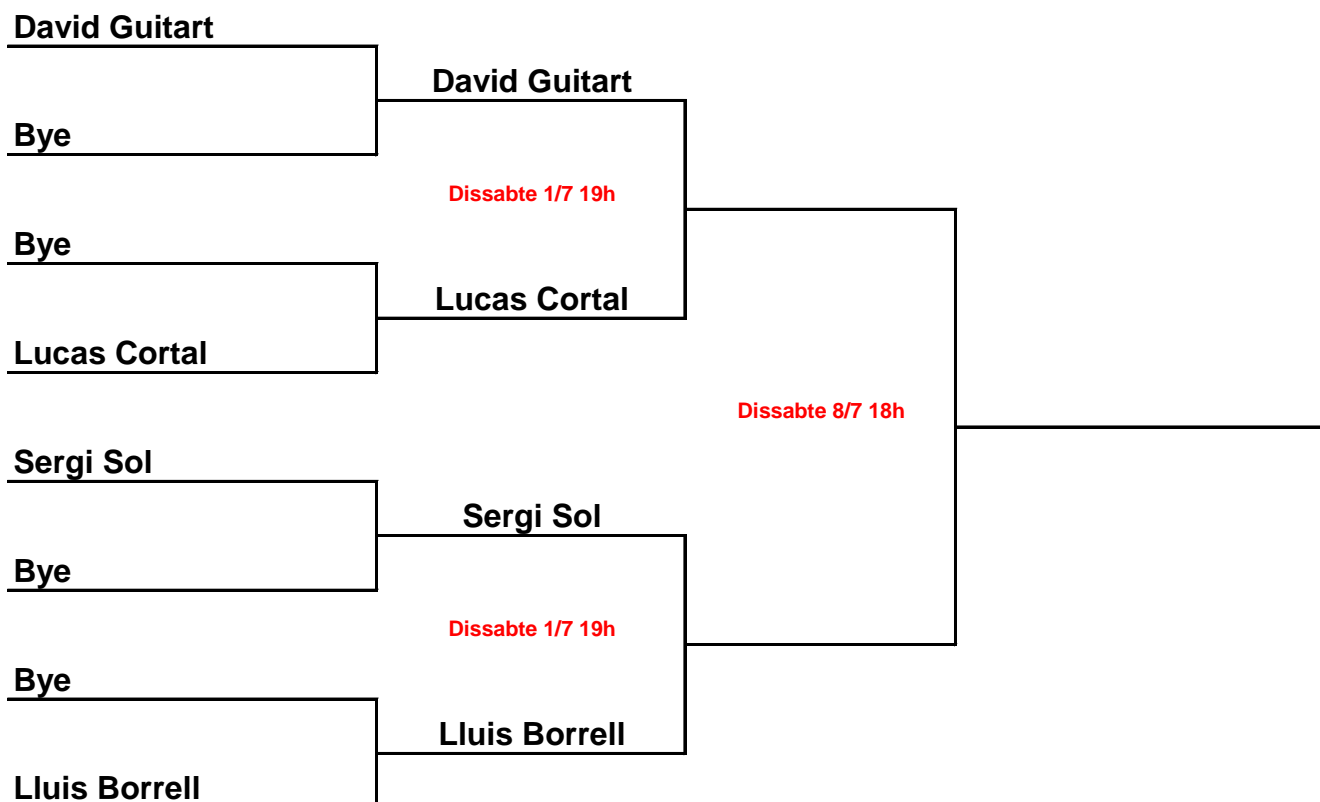 David Guitart
David Guitart
Bye
Dissabte 1/7 19h
Bye
Lucas Cortal
Lucas Cortal
Dissabte 8/7 18h
Sergi Sol
Sergi Sol
Bye
Dissabte 1/7 19h
Bye
Lluis Borrell
Lluis Borrell